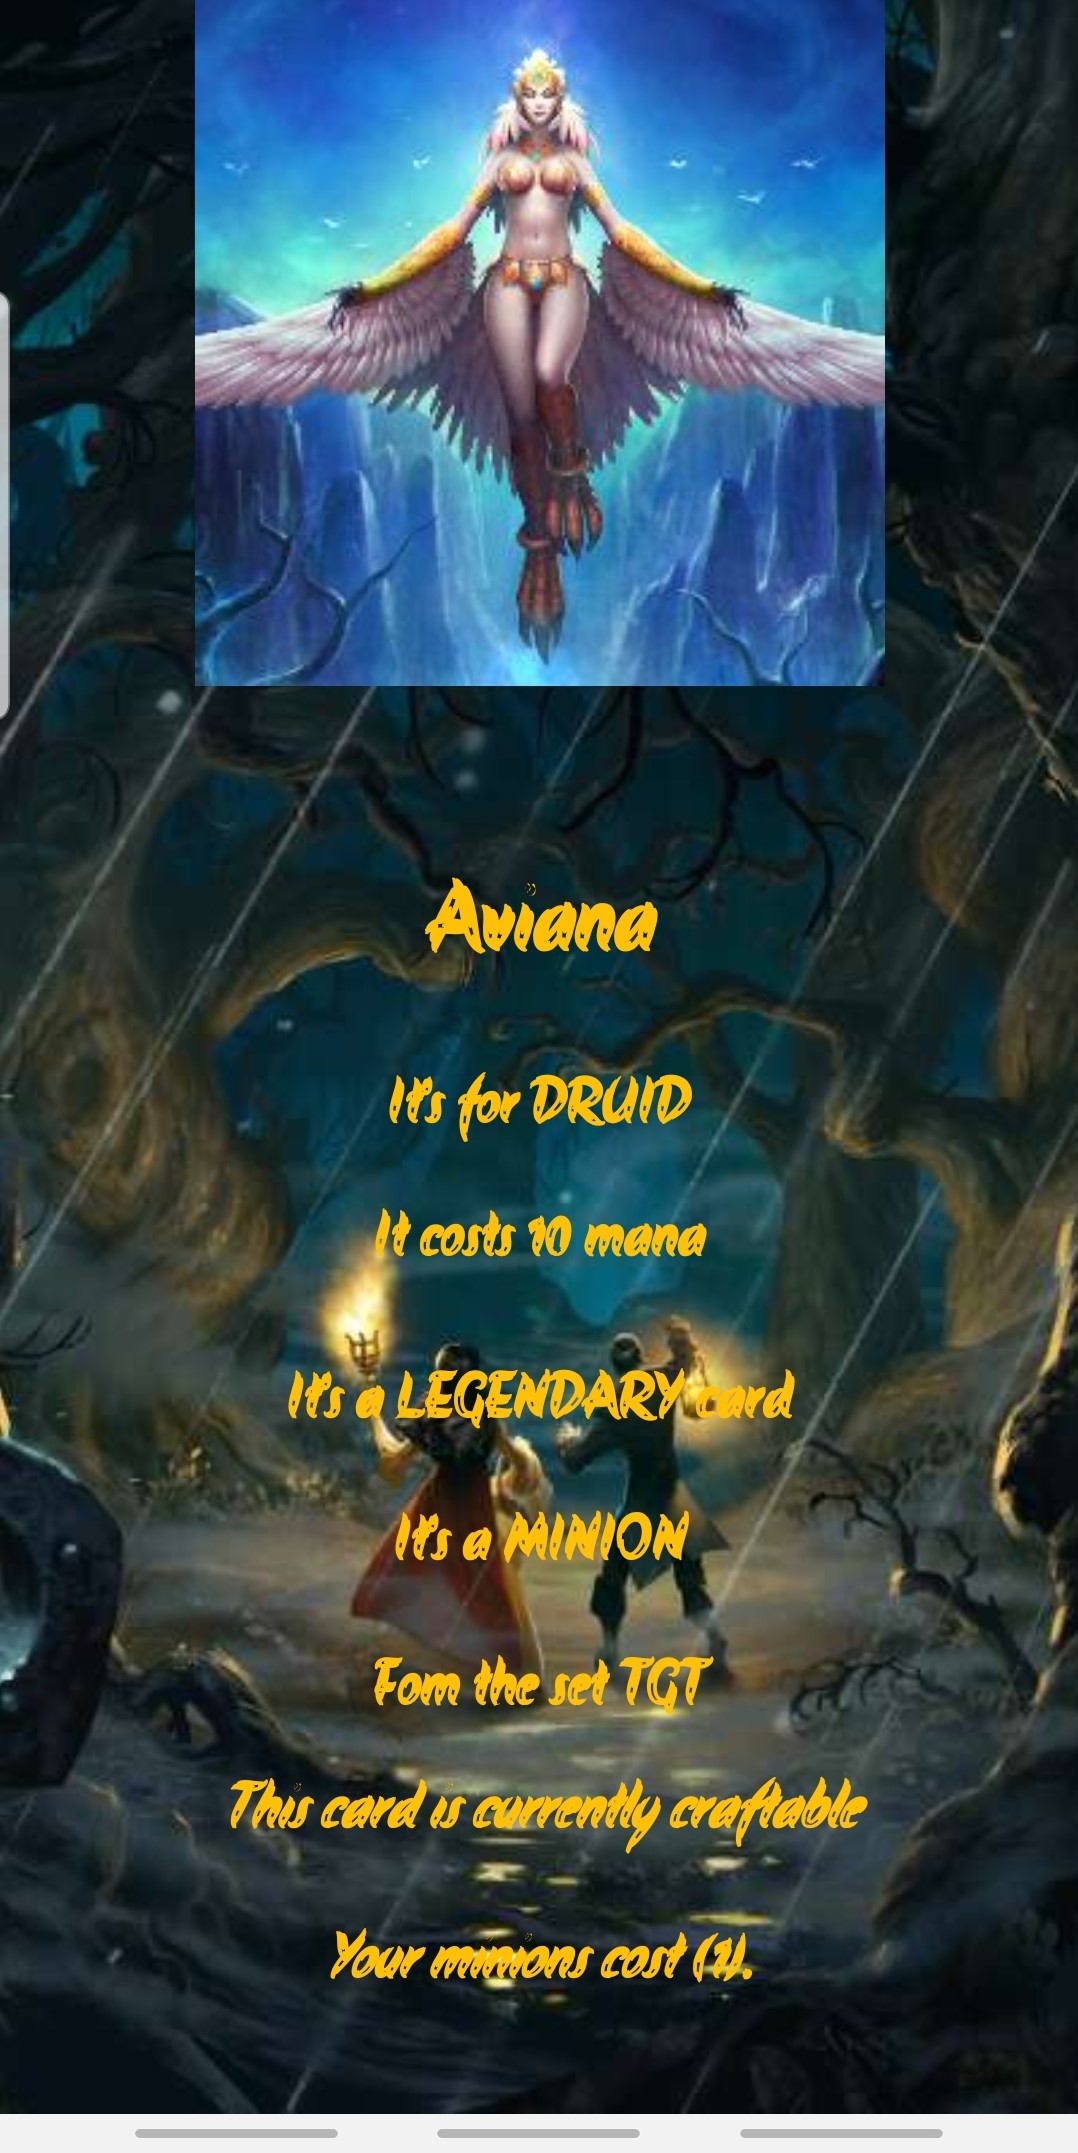 Aviana
It's for DRUID
It costs 10 mana
It's a LEGENDARY card
It's a MINION
Fom the set TGT
This card is currently craftable
Your minions cost (1).